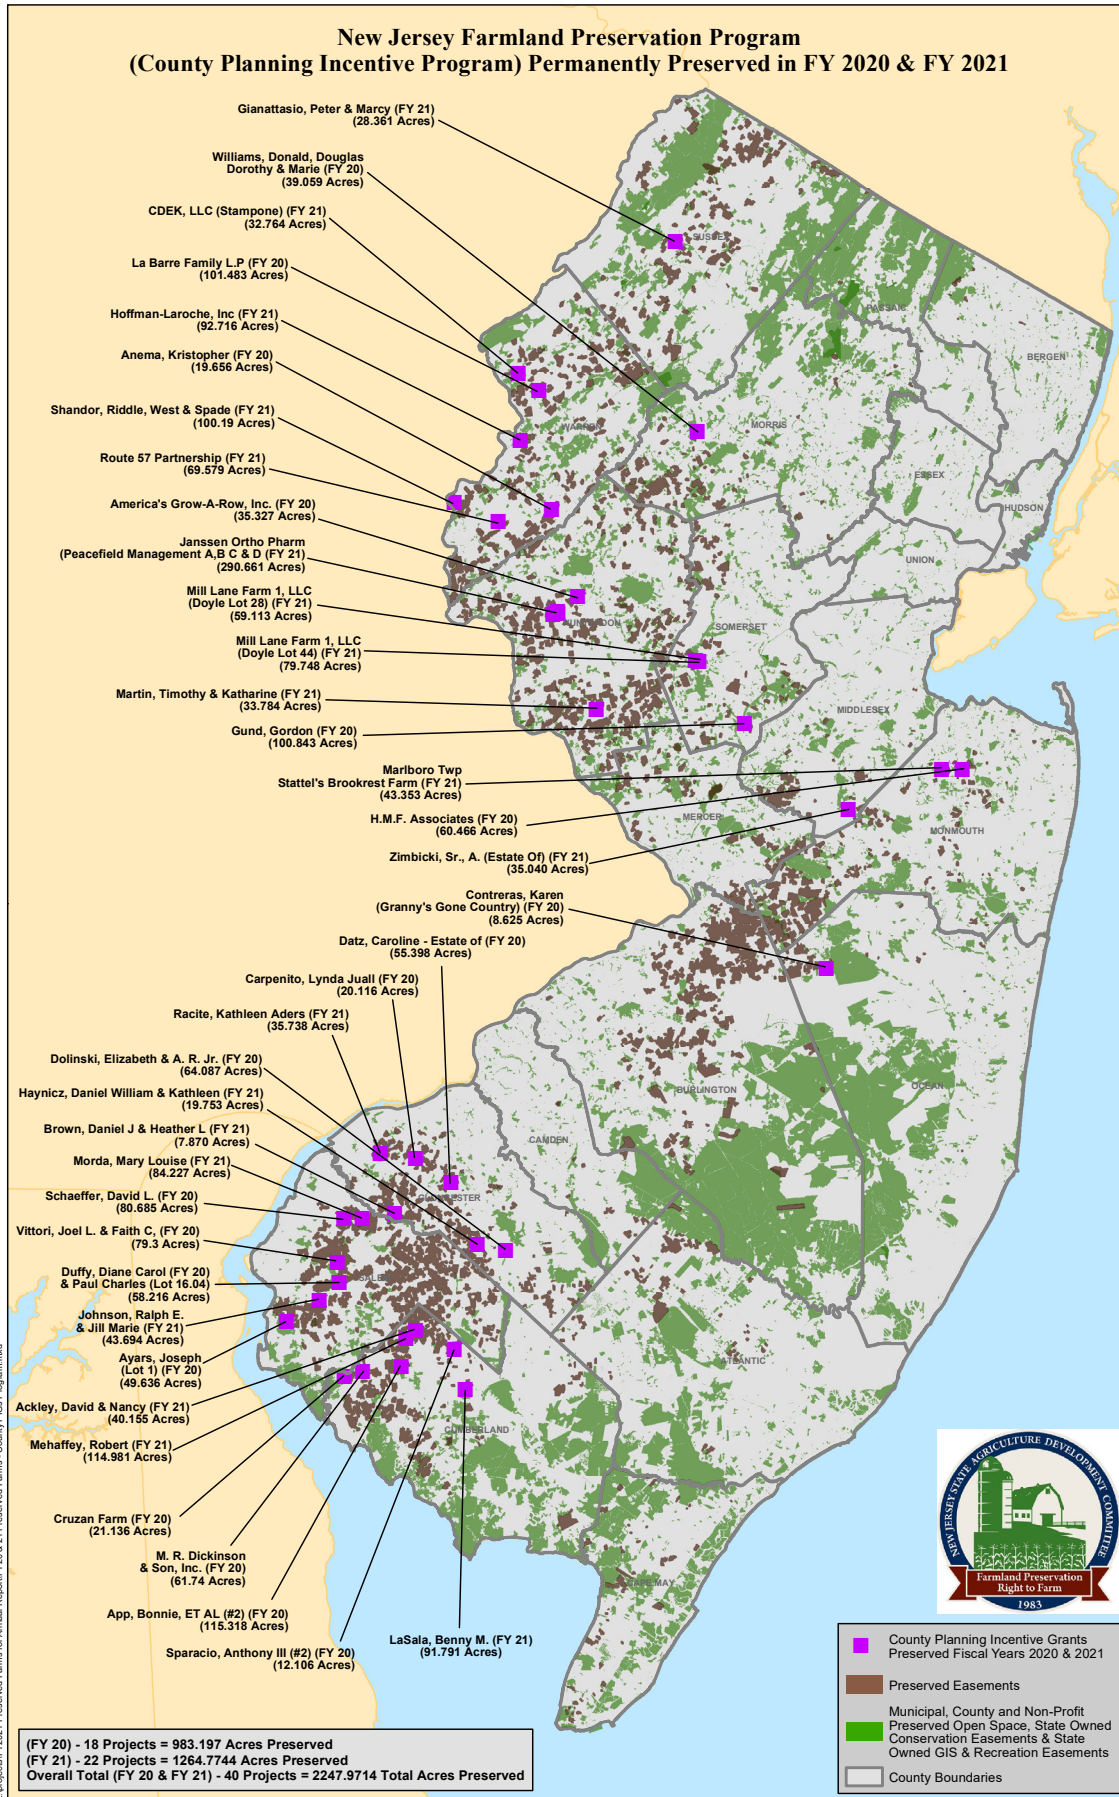 New Jersey Farmland Preservation Program
(County Planning Incentive Program) Permanently Preserved in FY 2020 & FY 2021
Gianattasio, Peter & Marcy (FY 21)
(28.361 Acres)
Williams, Donald, Douglas
Dorothy & Marie (FY 20)
(39.059 Acres)
CDEK, LLC (Stampone) (FY 21)
(32.764 Acres)
La Barre Family L.P (FY 20)
(101.483 Acres)
Hoffman-Laroche, Inc (FY 21)
(92.716 Acres)
Anema, Kristopher (FY 20)
(19.656 Acres)
Shandor, Riddle, West & Spade (FY 21)
(100.19 Acres)
Route 57 Partnership (FY 21)
(69.579 Acres)
America's Grow-A-Row, Inc. (FY 20)
(35.327 Acres)
Janssen Ortho Pharm
(Peacefield Management A,B C & D (FY 21)
(290.661 Acres)
Mill Lane Farm 1, LLC
(Doyle Lot 28) (FY 21)
(59.113 Acres)
Mill Lane Farm 1, LLC
(Doyle Lot 44) (FY 21)
(79.748 Acres)
Martin, Timothy & Katharine (FY 21)
(33.784 Acres)
Gund, Gordon (FY 20)
(100.843 Acres)
Marlboro Twp
Stattel's Brookrest Farm (FY 21)
(43.353 Acres)
H.M.F. Associates (FY 20)
(60.466 Acres)
Zimbicki, Sr., A. (Estate Of) (FY 21)
(35.040 Acres)
Contreras, Karen
(Granny's Gone Country) (FY 20)
(8.625 Acres)
Datz, Caroline - Estate of (FY 20)
(55.398 Acres)
Carpenito, Lynda Juall (FY 20)
(20.116 Acres)
Racite, Kathleen Aders (FY 21)
(35.738 Acres)
Dolinski, Elizabeth & A. R. Jr. (FY 20)
(64.087 Acres)
Haynicz, Daniel William & Kathleen (FY 21)
(19.753 Acres)
Brown, Daniel J & Heather L (FY 21)
(7.870 Acres)
Morda, Mary Louise (FY 21)
(84.227 Acres)
Schaeffer, David L. (FY 20)
(80.685 Acres)
Vittori, Joel L. & Faith C, (FY 20)
(79.3 Acres)
Duffy, Diane Carol (FY 20)
& Paul Charles (Lot 16.04)
(58.216 Acres)
Johnson, Ralph E.
& Jill Marie (FY 21)
(43.694 Acres)
Ayars, Joseph
(Lot 1) (FY 20)
(49.636 Acres)
Ackley, David & Nancy (FY 21)
(40.155 Acres)
Mehaffey, Robert (FY 21)
(114.981 Acres)
Cruzan Farm (FY 20)
(21.136 Acres)
M. R. Dickinson
& Son, Inc. (FY 20)
(61.74 Acres)
App, Bonnie, ET AL (#2) (FY 20)
(115.318 Acres)
Sparacio, Anthony III (#2) (FY 20)
(12.106 Acres)
LaSala, Benny M. (FY 21)
(91.791 Acres)
SUSSEX
PASSAIC
BERGEN
WARREN
MORRIS
ESSEX
HUDSON
UNION
HUNTERDON
SOMERSET
MIDDLESEX
MERCER
MONMOUTH
BURLINGTON
OCEAN
CAMDEN
GLOUCESTER
SALEM
ATLANTIC
CUMBERLAND
CAPE MAY
NEW JERSEY STATE AGRICULTURE DEVELOPMENT COMMITTEE
Farmland Preservation
Right to Farm
1983
County Planning Incentive Grants
Preserved Fiscal Years 2020 & 2021
Preserved Easements
Municipal, County and Non-Profit
Preserved Open Space, State Owned
Conservation Easements & State
Owned GIS & Recreation Easements
County Boundaries
(FY 20) - 18 Projects = 983.197 Acres Preserved
(FY 21) - 22 Projects = 1264.7744 Acres Preserved
Overall Total (FY 20 & FY 21) - 40 Projects = 2247.9714 Total Acres Preserved